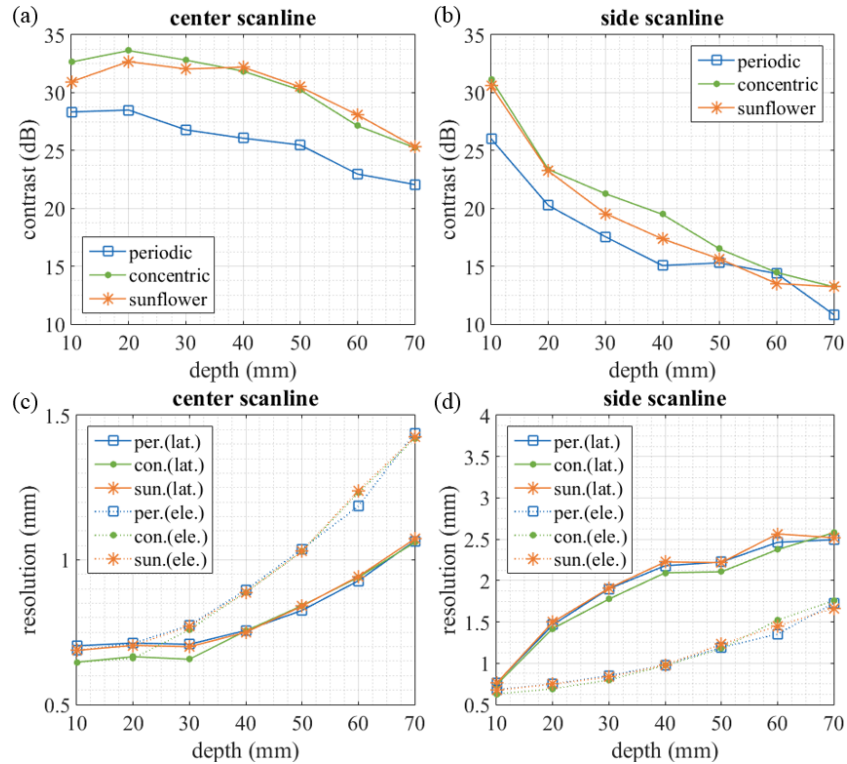 (a)
center scanline
35
30
25
20
15
10
contrast (dB)
periodic
concentric
sunflower
10 20 30 40 50 60 70
depth (mm)
(b)
side scanline
35
30
25
20
15
10
contrast (dB)
periodic
concentric
sunflower
10 20 30 40 50 60 70
depth (mm)
(c)
center scanline
1.5
1
0.5
resolution (mm)
per.(lat.)
con.(lat.)
sun.(lat.)
per.(ele.)
con.(ele.)
sun.(ele.)
10 20 30 40 50 60 70
depth (mm)
(d)
side scanline
4
3.5
3
2.5
2
1.5
1
0.5
resolution (mm)
per.(lat.)
con.(lat.)
sun.(lat.)
per.(ele.)
con.(ele.)
sun.(ele.)
10 20 30 40 50 60 70
depth (mm)